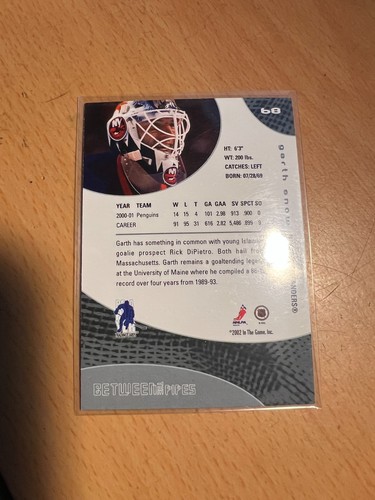 68
garth snow
HT: 6'3"
WT: 200 lbs.
CATCHES: LEFT
BORN: 07/28/69
YEAR TEAM W L T GA GAA SV SPCT SO
2000-01 Penguins 14 15 4 101 2.98 913 .900
CAREER 91 95 31 616 2.82 5,486 .899
Garth has something in common with young
goalie prospect Rick DiPietro. Both hail
Massachusetts. Garth remains a goaltending
at the University of Maine where he compiled a
record over four years from 1989-93.
NHLPA
NHL
©2002 In The Game, Inc.
BETWEEN THE PIPES